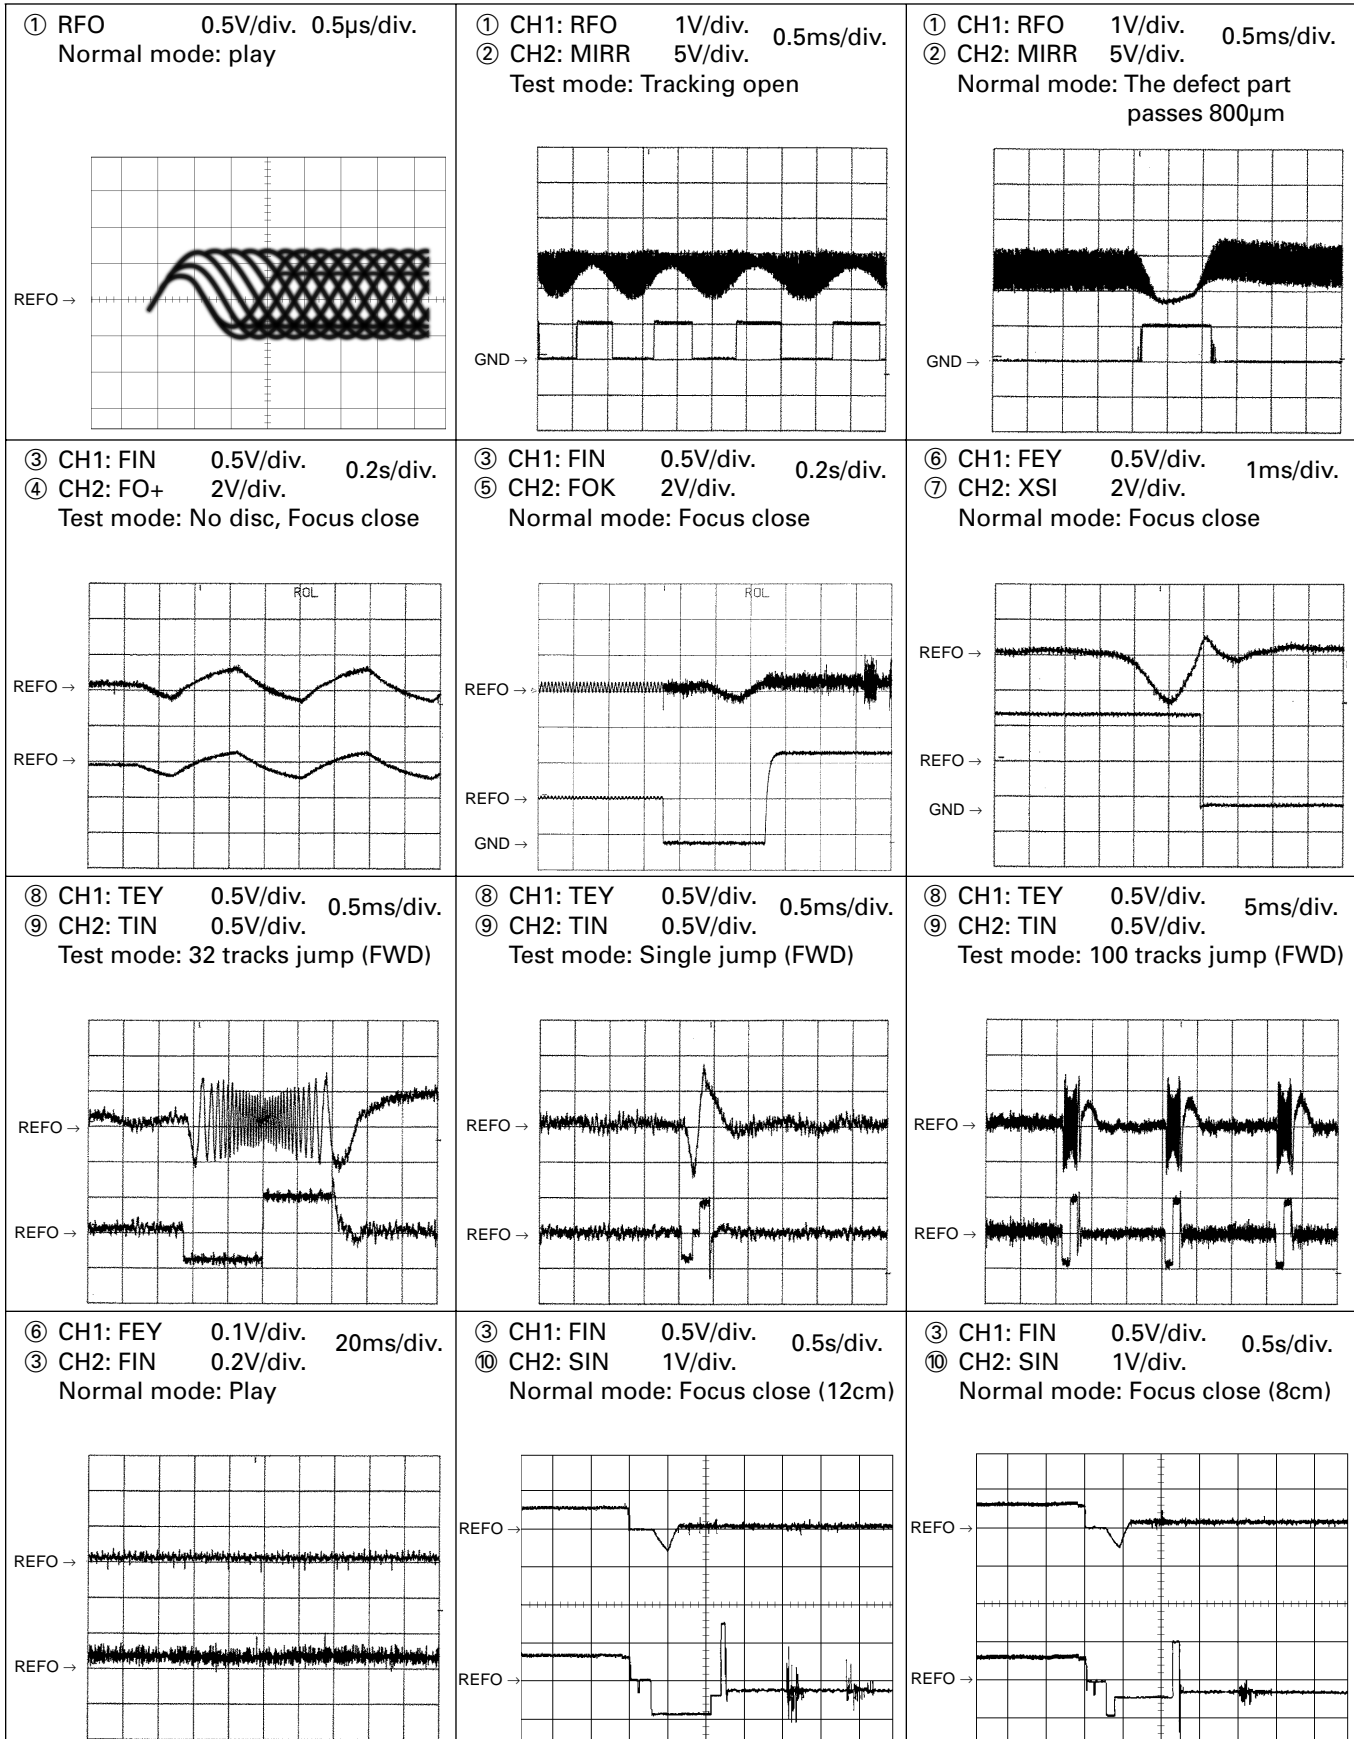 ① RFO 0.5V/div. 0.5µs/div.
Normal mode: play
REFO →
① CH1: RFO 1V/div. 0.5ms/div.
② CH2: MIRR 5V/div.
Test mode: Tracking open
GND →
① CH1: RFO 1V/div. 0.5ms/div.
② CH2: MIRR 5V/div.
Normal mode: The defect part
passes 800µm
GND →
③ CH1: FIN 0.5V/div. 0.2s/div.
④ CH2: FO+ 2V/div.
Test mode: No disc, Focus close
ROL
REFO →
REFO →
③ CH1: FIN 0.5V/div. 0.2s/div.
⑤ CH2: FOK 2V/div.
Normal mode: Focus close
ROL
REFO →
REFO →
GND →
⑥ CH1: FEY 0.5V/div. 1ms/div.
⑦ CH2: XSI 2V/div.
Normal mode: Focus close
REFO →
REFO →
GND →
⑧ CH1: TEY 0.5V/div. 0.5ms/div.
⑨ CH2: TIN 0.5V/div.
Test mode: 32 tracks jump (FWD)
REFO →
REFO →
⑧ CH1: TEY 0.5V/div. 0.5ms/div.
⑨ CH2: TIN 0.5V/div.
Test mode: Single jump (FWD)
REFO →
REFO →
⑧ CH1: TEY 0.5V/div. 5ms/div.
⑨ CH2: TIN 0.5V/div.
Test mode: 100 tracks jump (FWD)
REFO →
REFO →
⑥ CH1: FEY 0.1V/div. 20ms/div.
③ CH2: FIN 0.2V/div.
Normal mode: Play
REFO →
REFO →
③ CH1: FIN 0.5V/div. 0.5s/div.
⑩ CH2: SIN 1V/div.
Normal mode: Focus close (12cm)
REFO →
REFO →
③ CH1: FIN 0.5V/div. 0.5s/div.
⑩ CH2: SIN 1V/div.
Normal mode: Focus close (8cm)
REFO →
REFO →